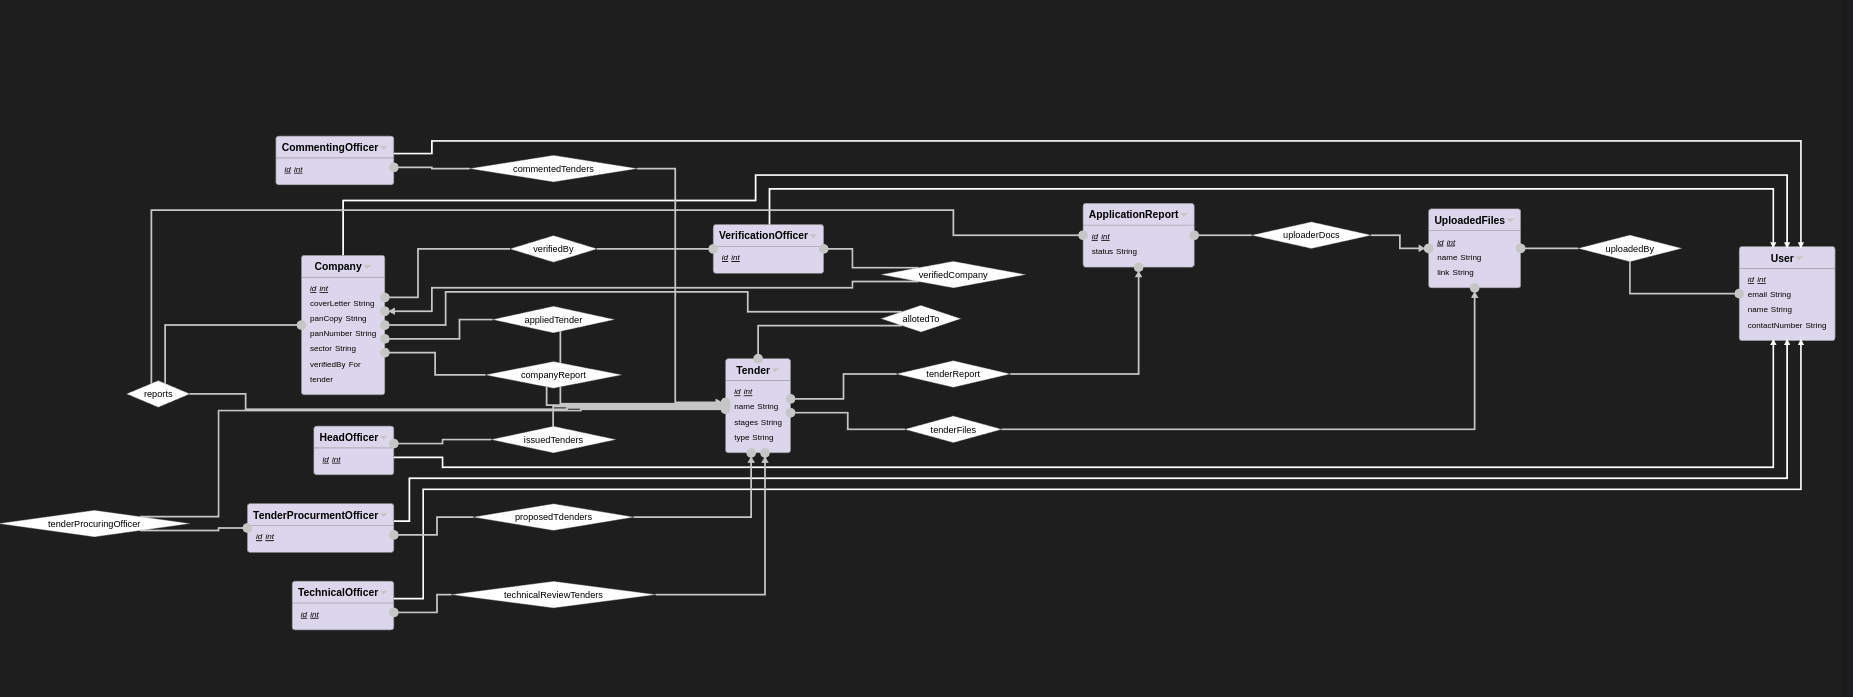 CommentingOfficer
id int
commentedTenders
ApplicationReport
id int
status String
uploaderDocs
UploadedFiles
id int
name String
link String
uploadedBy
User
id int
email String
name String
contactNumber String
verifiedBy
VerificationOfficer
id int
verifiedCompany
Company
id int
coverLetter String
panCopy String
panNumber String
sector String
verifiedBy For
tender
appliedTender
allotedTo
companyReport
Tender
id int
name String
stages String
type String
tenderReport
reports
tenderFiles
HeadOfficer
id int
issuedTenders
tenderProcuringOfficer
TenderProcurmentOfficer
id int
proposedTdenders
TechnicalOfficer
id int
technicalReviewTenders